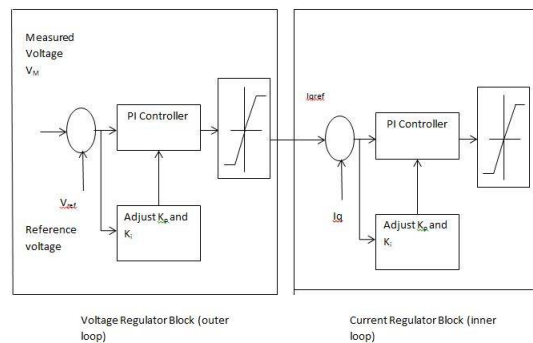 Measured
Voltage
VM
PI Controller
Vref
Reference
voltage
Adjust Kp and
Ki
Iqref
PI Controller
Iq
Adjust Kp and
Ki
Voltage Regulator Block (outer
loop)
Current Regulator Block (inner
loop)